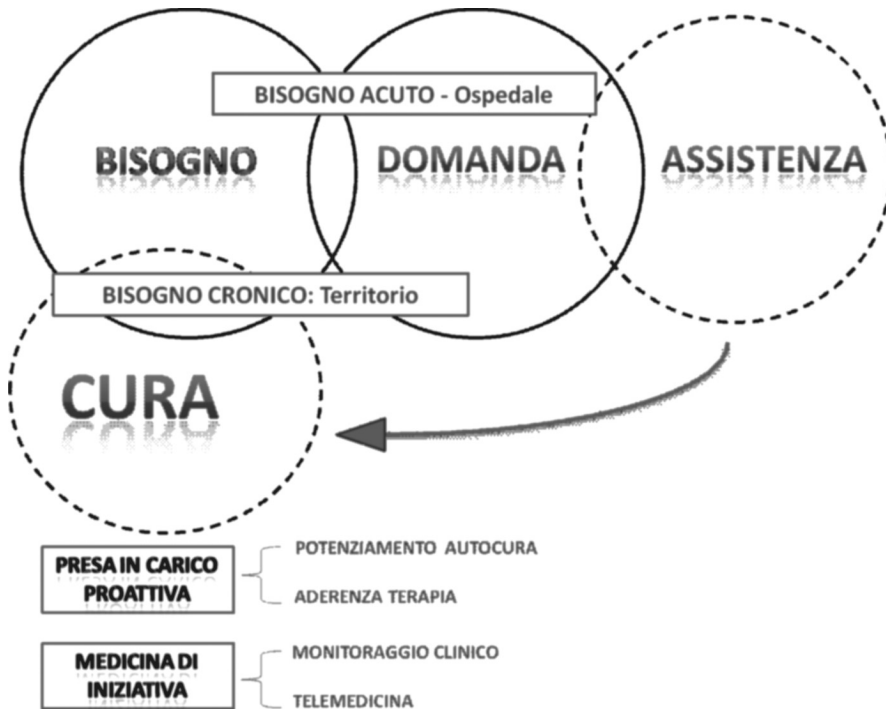 BISOGNO ACUTO - Ospedale
BISOGNO
DOMANDA
ASSISTENZA
BISOGNO CRONICO: Territorio
CURA
PRESA IN CARICO
PROATTIVA
POTENZIAMENTO AUTOCURA
ADERENZA TERAPIA
MEDICINA DI
INIZIATIVA
MONITORAGGIO CLINICO
TELEMEDICINA